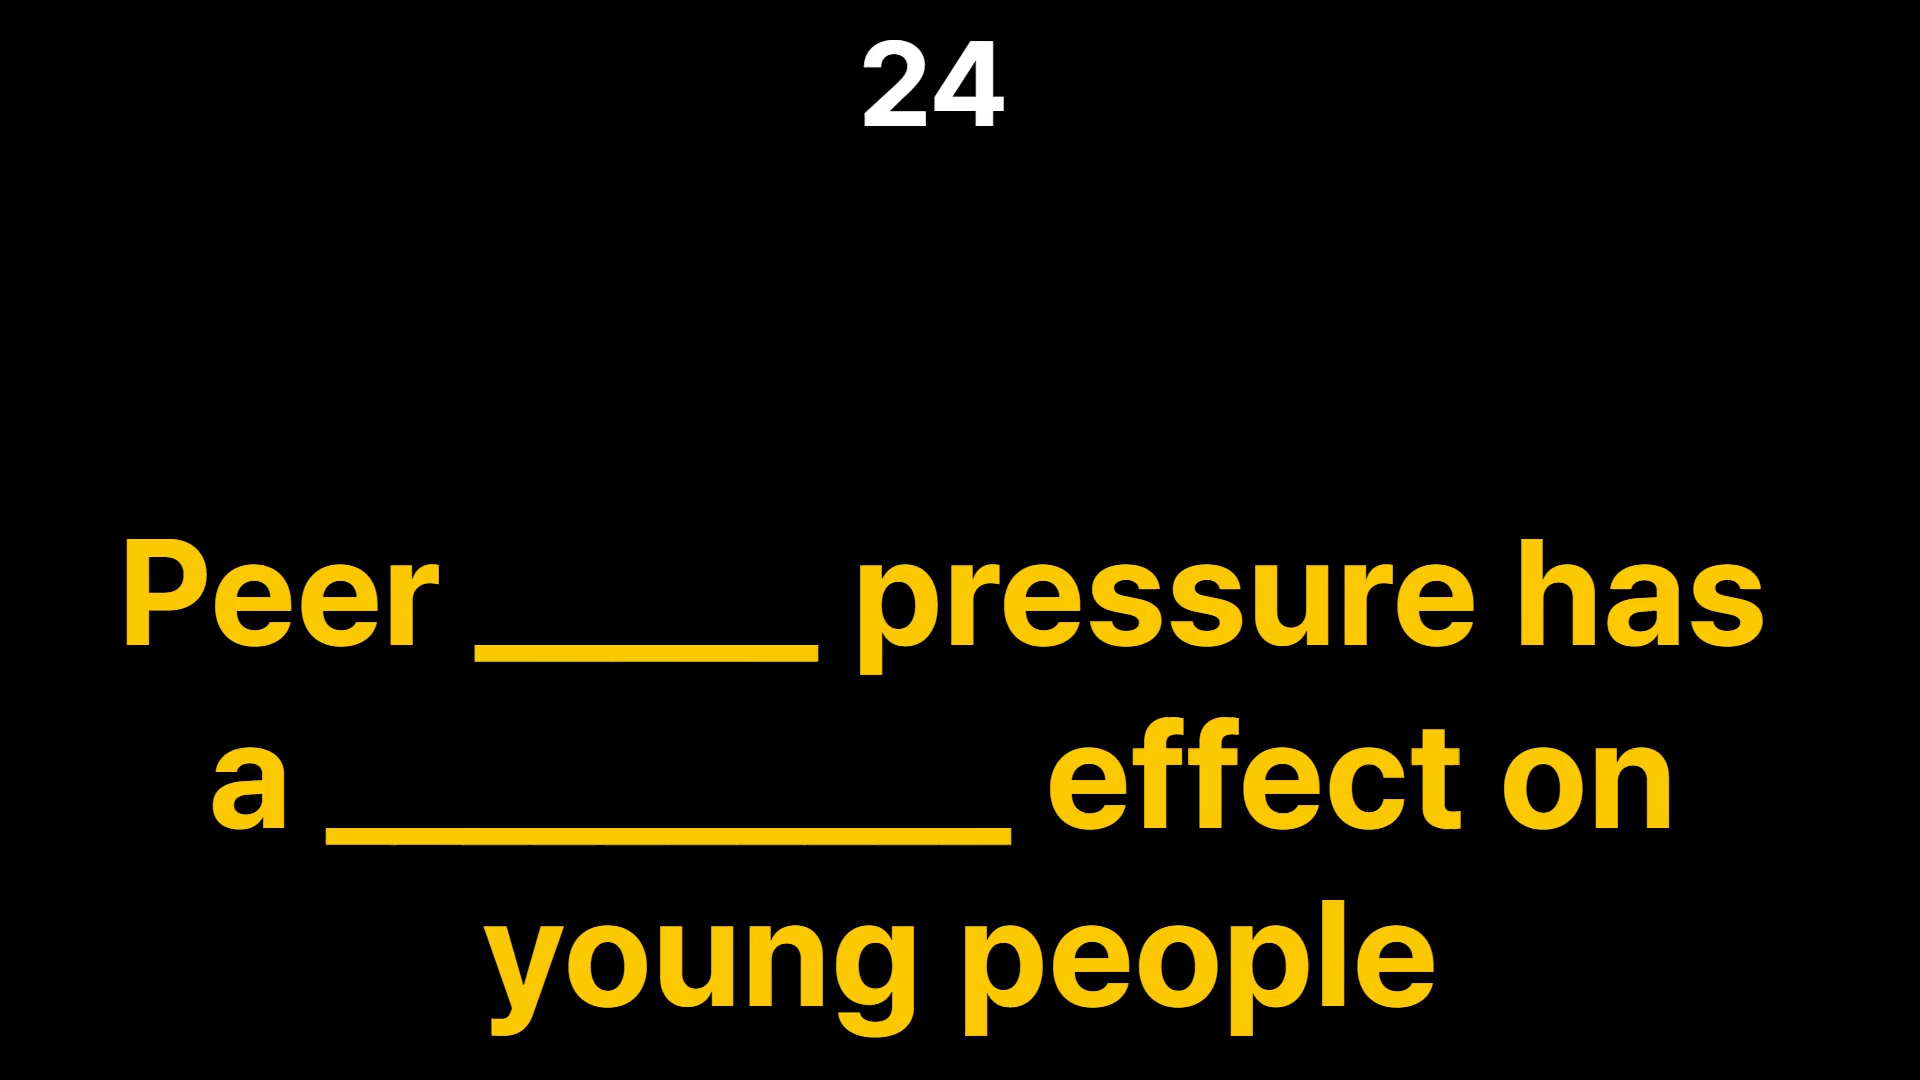 24
Peer _____ pressure has
a __________ effect on
young people